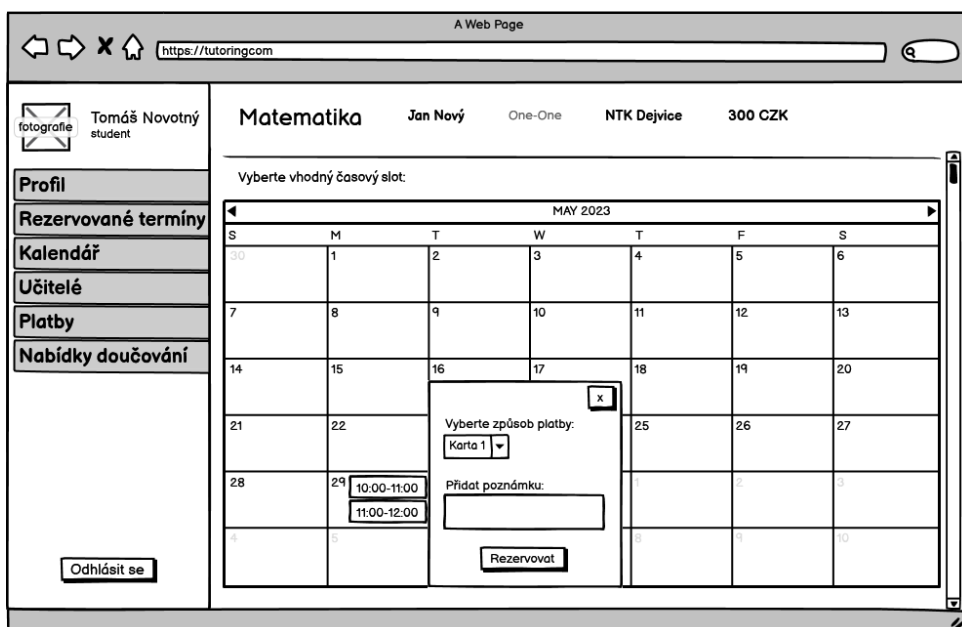 A Web Page
https://tutoringcom
fotografie
Tomáš Novotný
student
Profil
Rezervované termíny
Kalendář
Učitelé
Platby
Nabídky doučování
Odhlásit se
Matematika Jan Nový One-One NTK Dejvice 300 CZK
Vyberte vhodný časový slot:
MAY 2023
S M T W T F S
30 1 2 3 4 5 6
7 8 9 10 11 12 13
14 15 16 17 18 19 20
21 22 25 26 27
28 29 1 2 3
10:00-11:00
11:00-12:00
4 5 8 9 10
x
Vyberte způsob platby:
Karta 1
Přidat poznámku:
Rezervovat